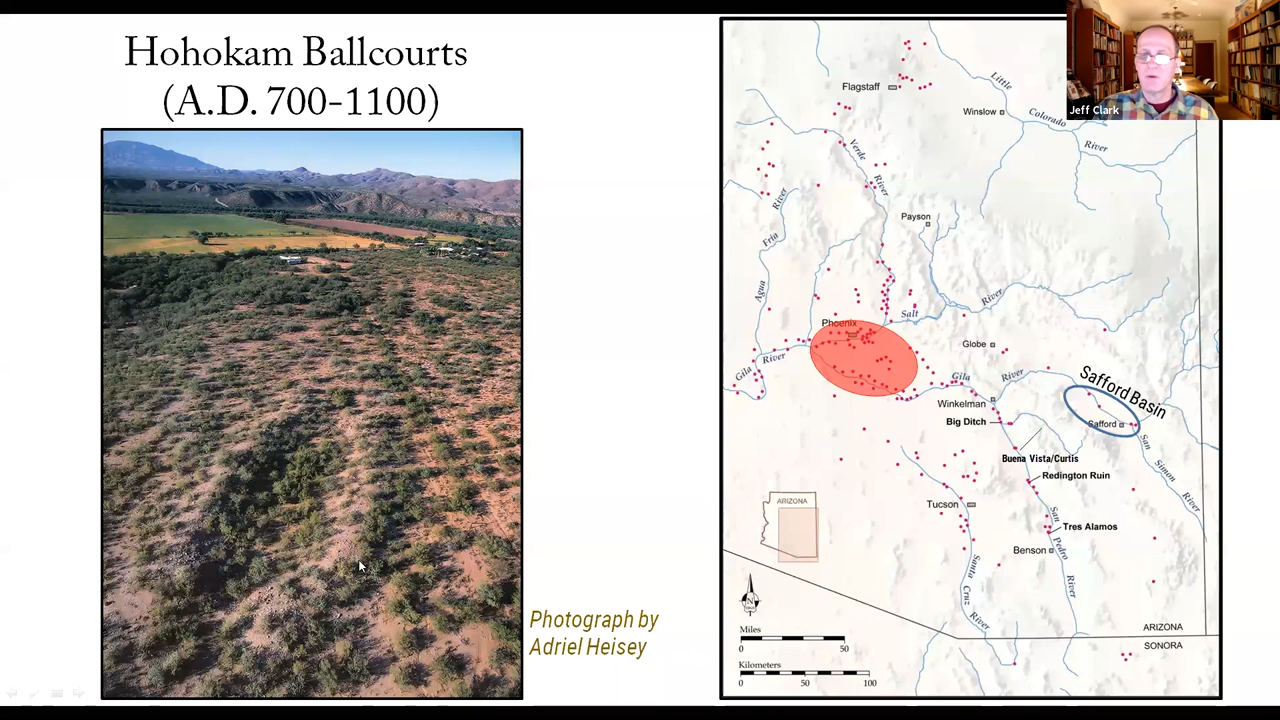 Hohokam Ballcourts
(A.D. 700-1100)
Photograph by
Adriel Heisey
Jeff Clark
Flagstaff
Winslow
Little
Colorado
River
Verde
River
Payson
River
Fria
Agua
Phoenix
Salt
River
Globe
Gila
River
Gila
River
Safford Basin
Winkelman
Big Ditch
Safford
San
Simon
River
Buena Vista/Curtis
Redington Ruin
ARIZONA
Tucson
San
Pedro
River
Tres Alamos
Benson
Santa
Cruz
River
Miles
0 50
Kilometers
0 50 100
ARIZONA
SONORA